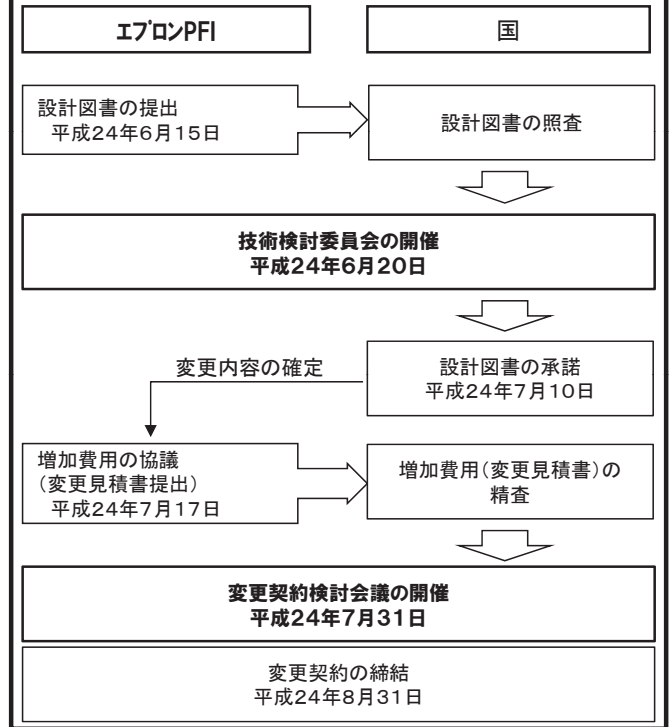 エプロンPFI
国
設計図書の提出
平成24年6月15日
設計図書の照査
技術検討委員会の開催
平成24年6月20日
設計図書の承諾
平成24年7月10日
変更内容の確定
増加費用の協議
(変更見積書提出)
平成24年7月17日
増加費用(変更見積書)の
精査
変更契約検討会議の開催
平成24年7月31日
変更契約の締結
平成24年8月31日